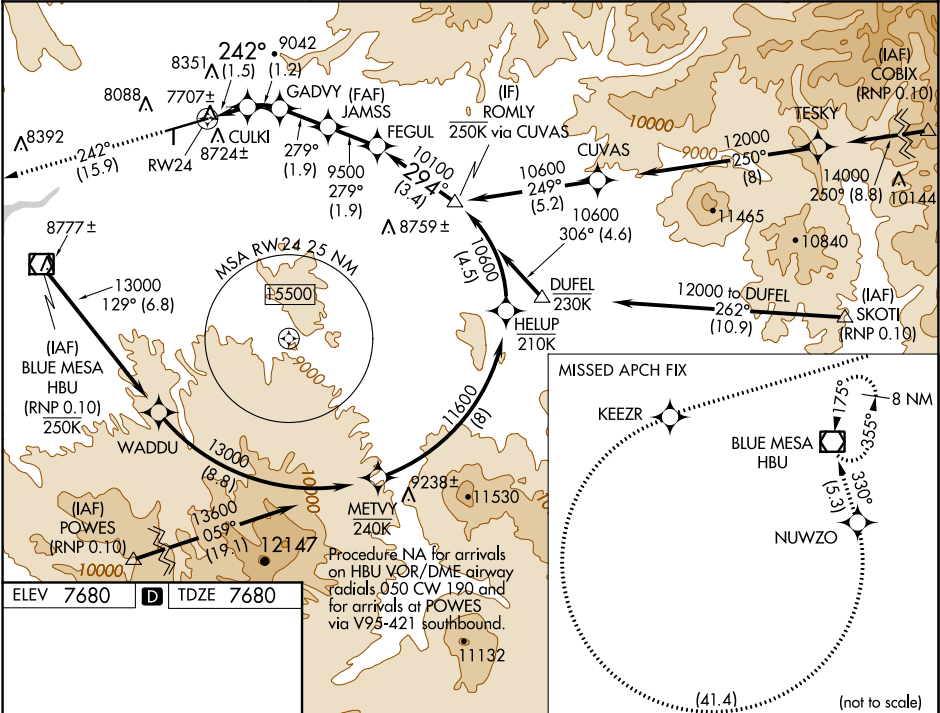 8351
242°
(1.5)
9042
(1.2)
8088
7707±
GADVY
(FAF)
JAMSS
(IF)
ROMLY
250K via CUVAS
(IAF)
COBIX
(RNP 0.10)
TESKY
10000
8392
CULKI
8724±
RW24
FEGUL
CUVAS
12000
250°
(8)
9000
242°
(15.9)
279°
(1.9)
9500
279°
(1.9)
10100
294°
(3.4)
10600
249°
(5.2)
14000
250° (8.8)
10144
8759±
10600
306° (4.6)
11465
10840
8777±
MSA RW24 25 NM
15500
10600
(4.5)
13000
129° (6.8)
DUFEL
230K
12000 to DUFEL
262°
(10.9)
(IAF)
SKOTI
(RNP 0.10)
HELUP
210K
9000
(IAF)
BLUE MESA
HBU
(RNP 0.10)
250K
WADDU
13000
(8.8)
11600
(8)
MISSED APCH FIX
KEEZR
175°
8 NM
355°
BLUE MESA
HBU
330°
(5.3)
NUWZO
(41.4)
(not to scale)
10000
METVY
240K
9238±
11530
(IAF)
POWES
(RNP 0.10)
13600
059°
(19.1)
12147
10000
Procedure NA for arrivals
on HBU VOR/DME airway
radials 050 CW 190 and
for arrivals at POWES
via V95-421 southbound.
11132
ELEV 7680 D TDZE 7680